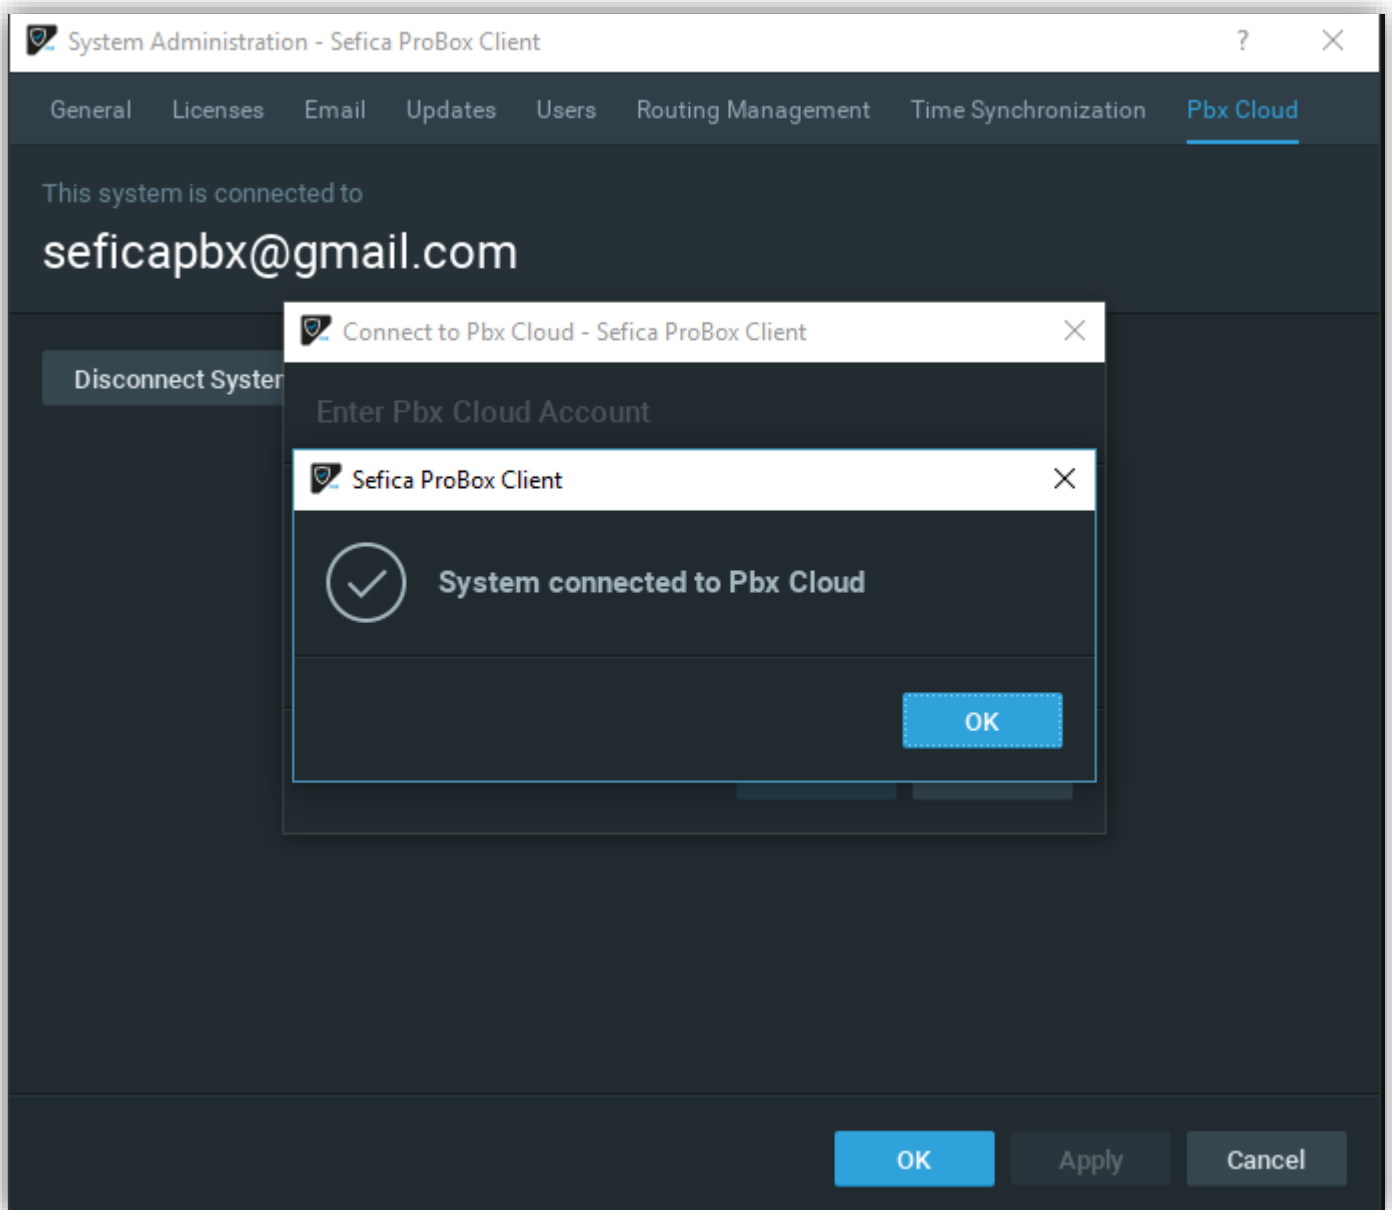 System Administration - Sefica ProBox Client
?
General Licenses Email Updates Users Routing Management Time Synchronization Pbx Cloud
This system is connected to
seficapbx@gmail.com
Connect to Pbx Cloud - Sefica ProBox Client
Disconnect
Enter Pbx Cloud Account
Sefica ProBox Client
System connected to Pbx Cloud
OK
OK Apply Cancel